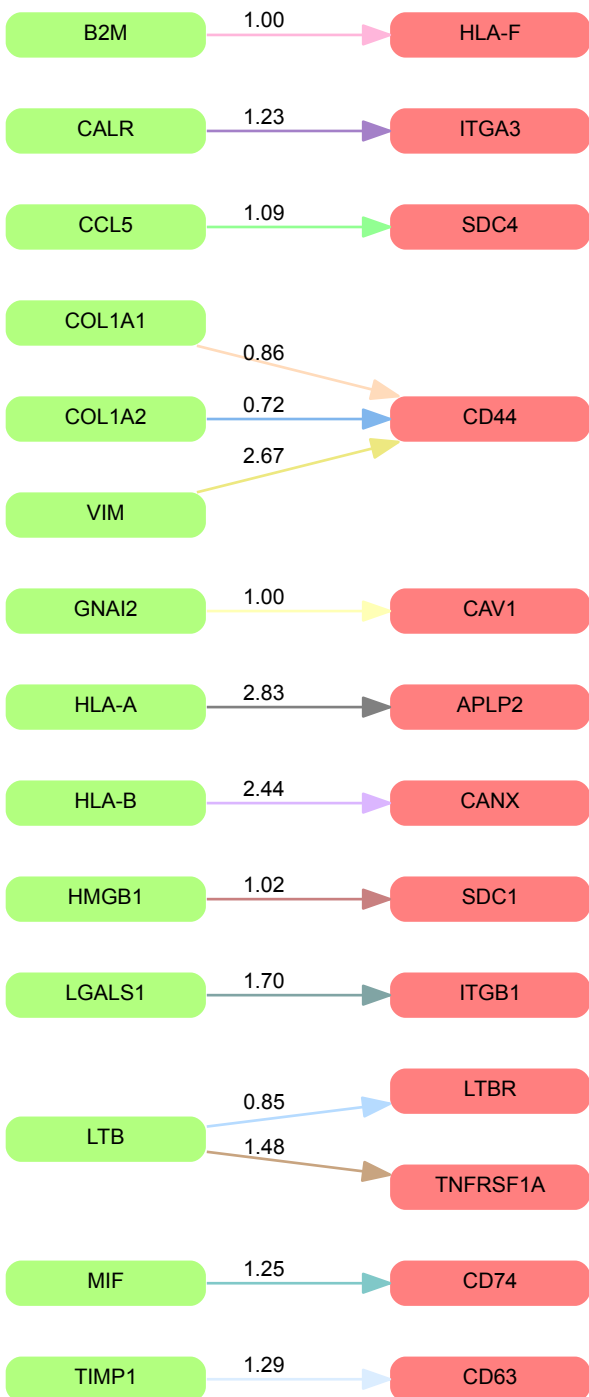 B2M 1.00 HLA-F
CALR 1.23 ITGA3
CCL5 1.09 SDC4
COL1A1
0.86
COL1A2 0.72 CD44
2.67
VIM
GNAI2 1.00 CAV1
HLA-A 2.83 APLP2
HLA-B 2.44 CANX
HMGB1 1.02 SDC1
LGALS1 1.70 ITGB1
LTBR
0.85
LTB
1.48
TNFRSF1A
MIF 1.25 CD74
TIMP1 1.29 CD63